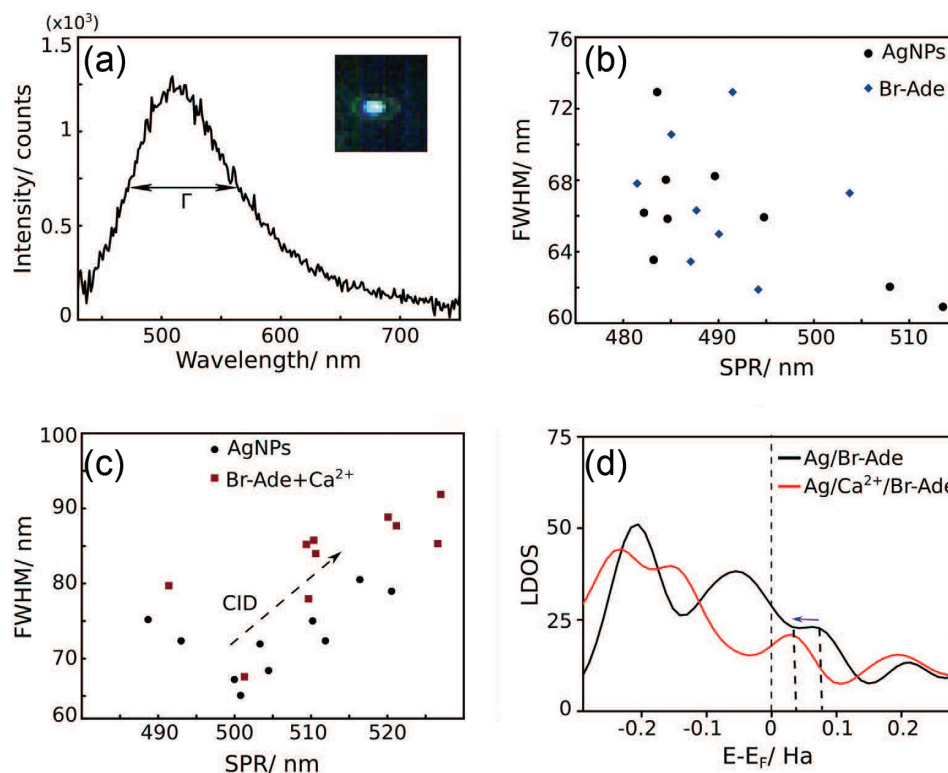 (x10³)
(a)
1.5
1
0.5
0
Intensity/ counts
Γ
500
600
700
Wavelength/ nm
(b)
76
72
68
64
60
FWHM/ nm
AgNPs
Br-Ade
480
490
500
510
SPR/ nm
(c)
100
90
80
70
60
FWHM/ nm
AgNPs
Br-Ade+Ca²⁺
CID
490
500
510
520
SPR/ nm
(d)
75
50
25
0
LDOS
Ag/Br-Ade
Ag/Ca²⁺/Br-Ade
-0.2
-0.1
0
0.1
0.2
E-E_F/ Ha